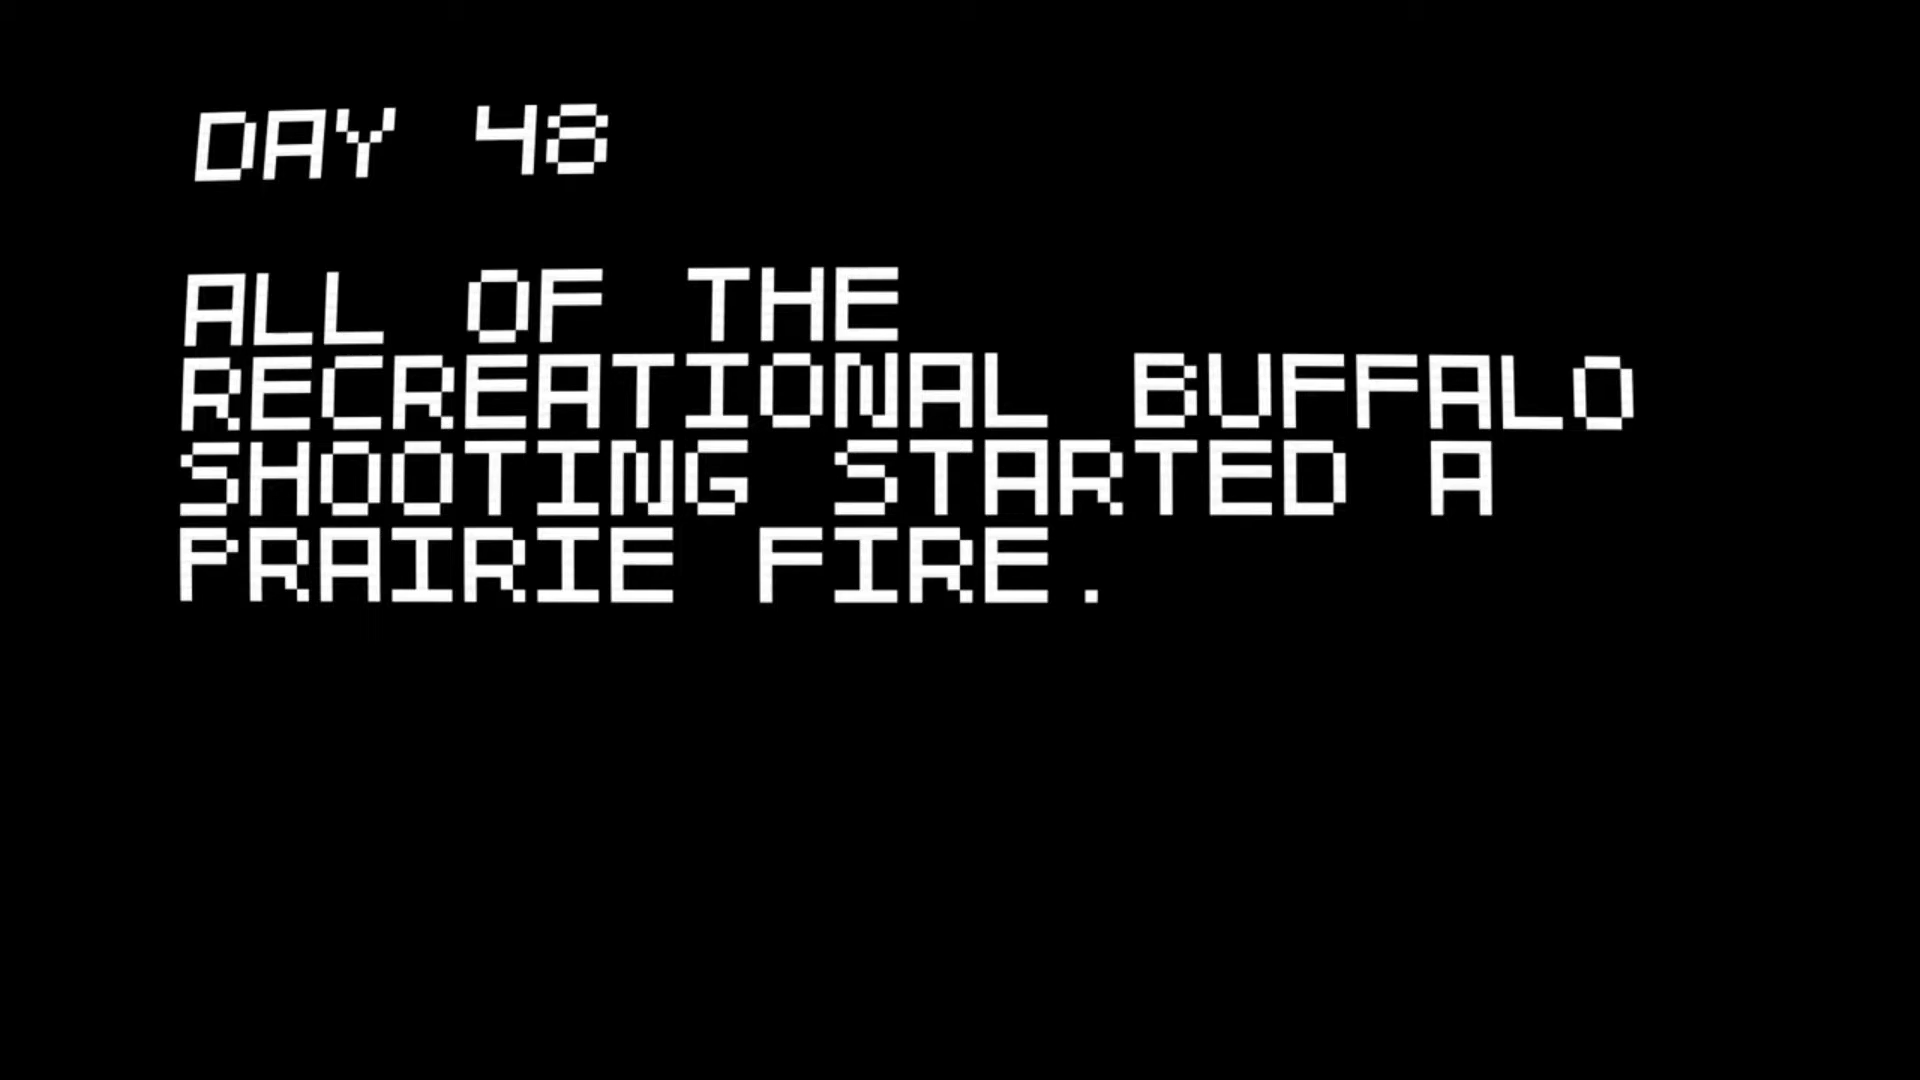 DAY 48
ALL OF THE
RECREATIONAL BUFFALO
SHOOTING STARTED A
PRAIRIE FIRE.